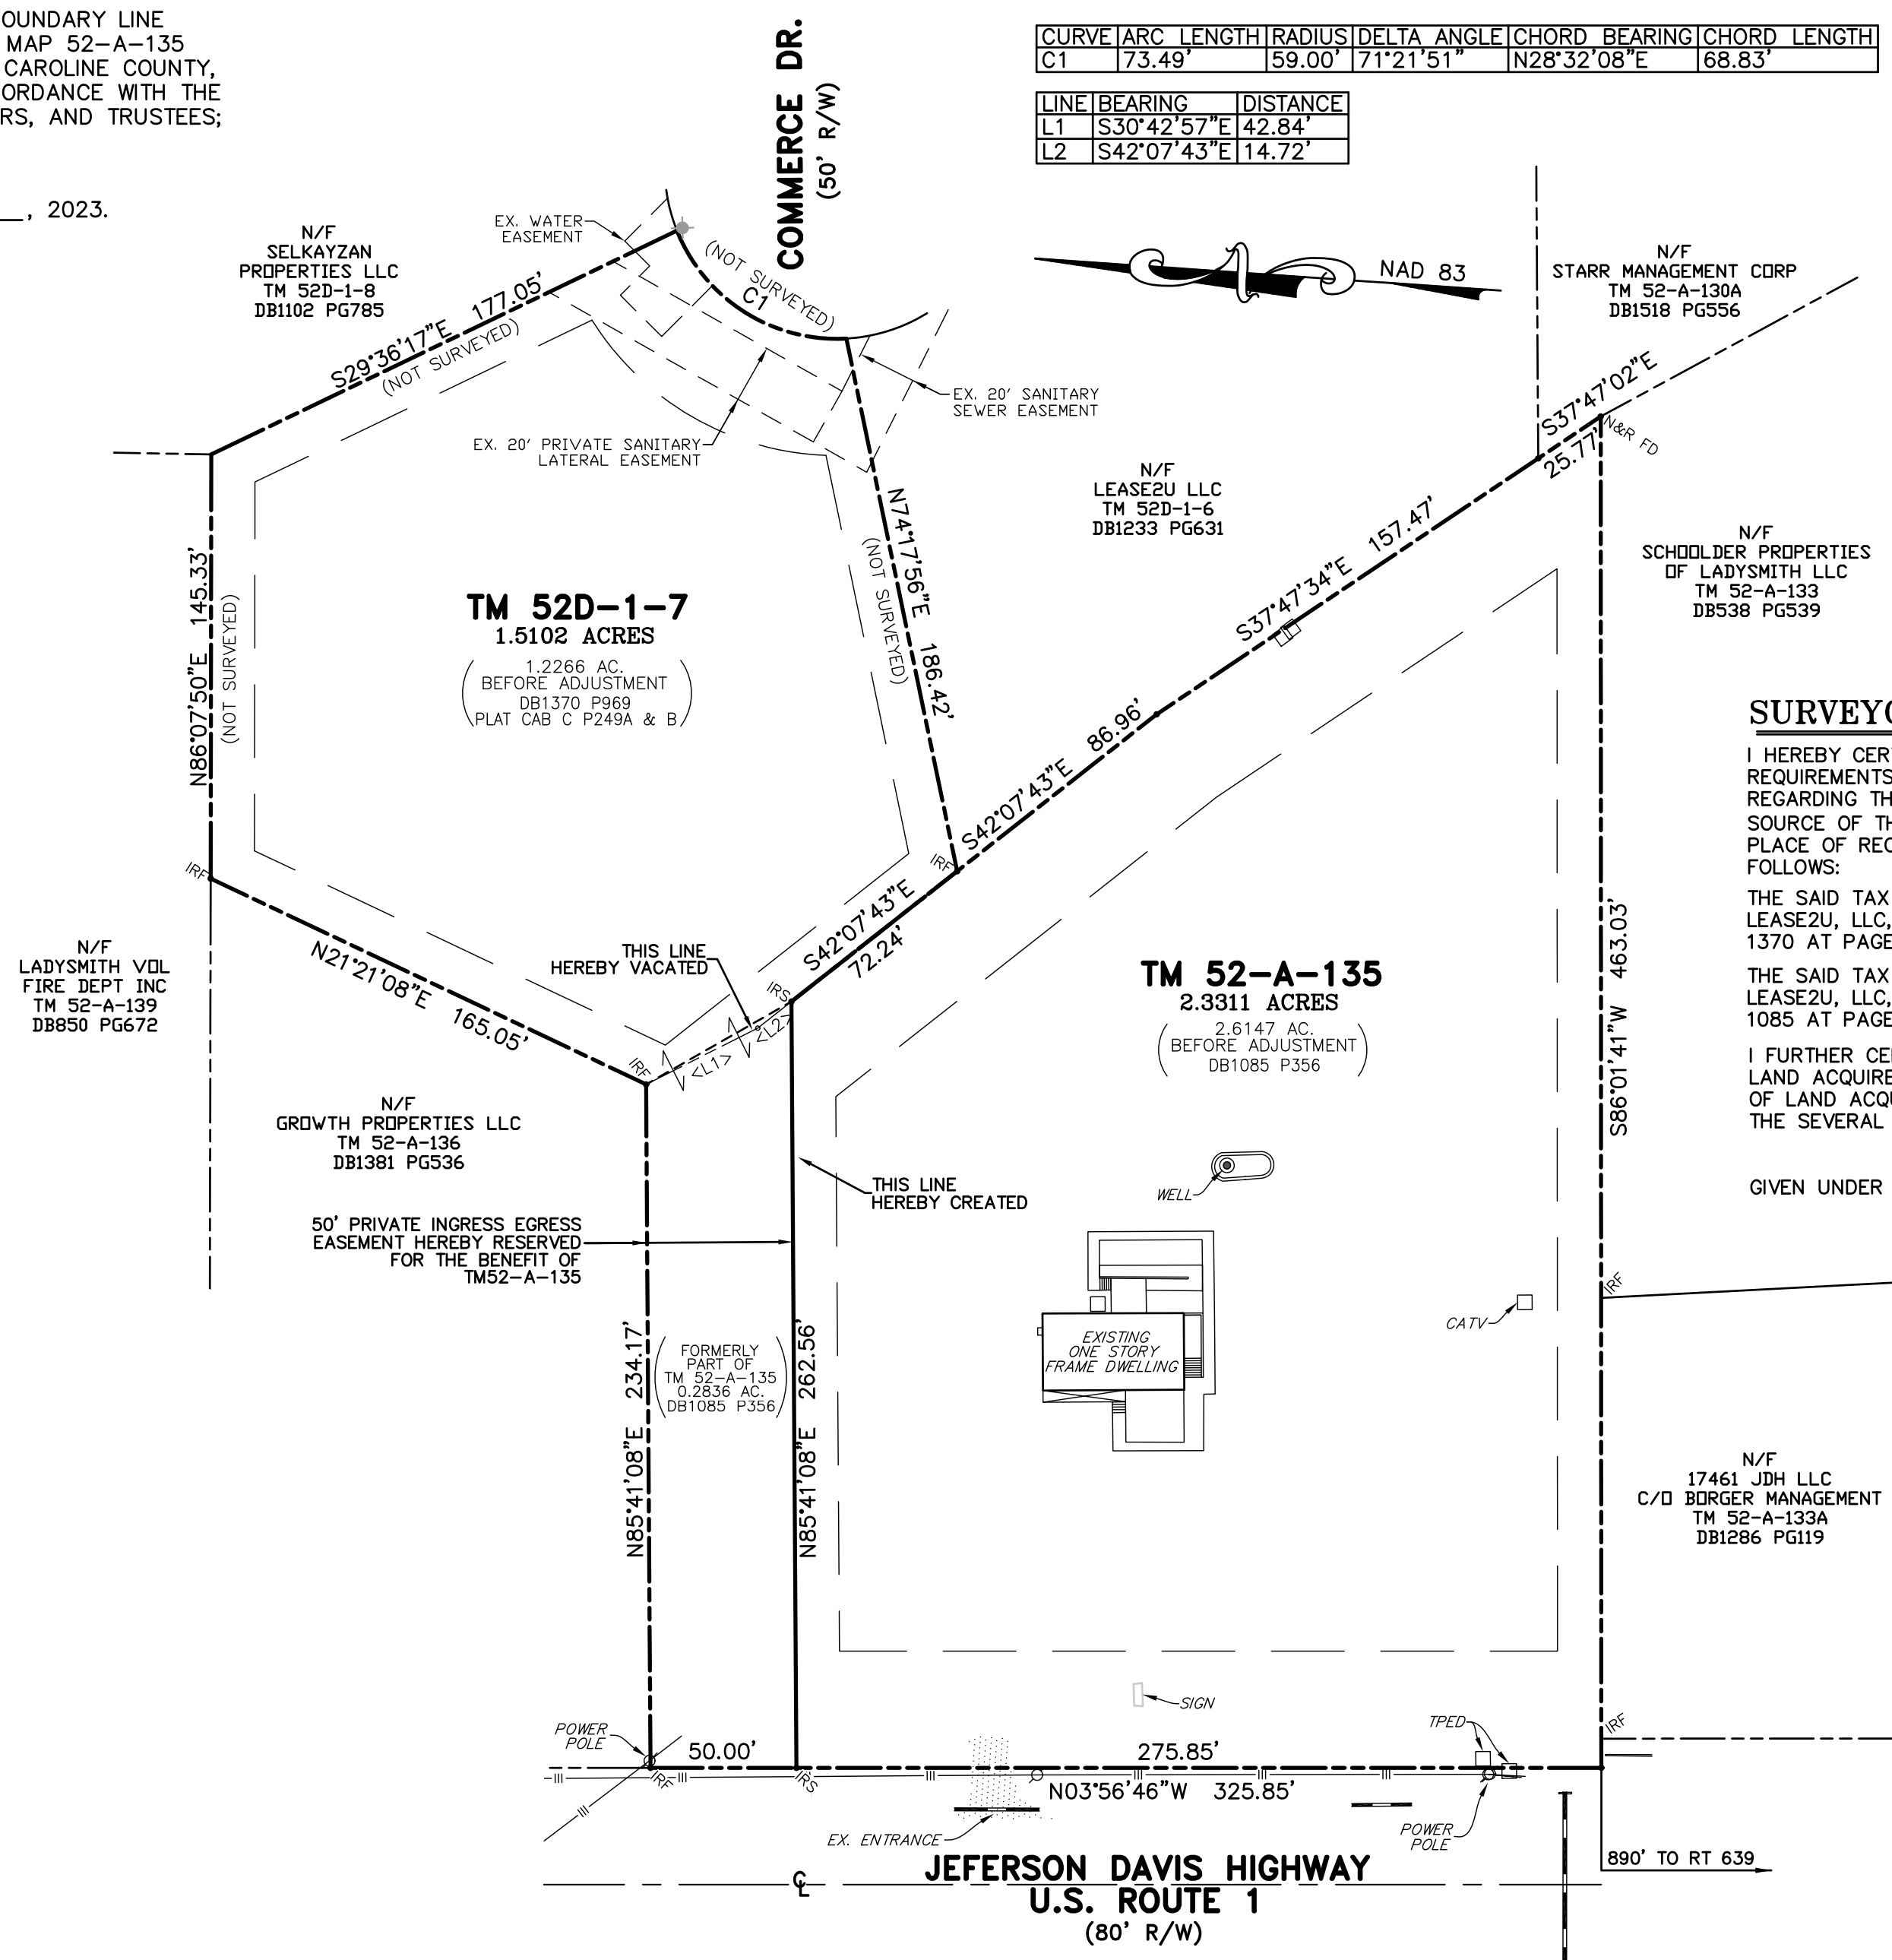 OUNDARY LINE
MAP 52-A-135
CAROLINE COUNTY,
ORDANCE WITH THE
RS, AND TRUSTEES;
, 2023.
COMMERCE DR.
(50' R/W)
CURVE ARC LENGTH RADIUS DELTA ANGLE CHORD BEARING CHORD LENGTH
C1 73.49' 59.00' 71°21'51" N28°32'08"E 68.83'
LINE BEARING DISTANCE
L1 S30°42'57"E 42.84'
L2 S42°07'43"E 14.72'
N/F
SELKAYZAN
PROPERTIES LLC
TM 52D-1-8
DB1102 PG785
EX. WATER
EASEMENT
(NOT SURVEYED)
C1
S29°36'17"E 177.05'
(NOT SURVEYED)
N
NAD 83
N/F
STARR MANAGEMENT CORP
TM 52-A-130A
DB1518 PG556
EX. 20' SANITARY
SEWER EASEMENT
EX. 20' PRIVATE SANITARY
LATERAL EASEMENT
S37°47'02"E
25.77'
N&R FD
N/F
LEASE2U LLC
TM 52D-1-6
DB1233 PG631
N74°17'56"E 186.42'
(NOT SURVEYED)
S37°47'34"E 157.47'
N/F
SCHOOLDER PROPERTIES
OF LADYSMITH LLC
TM 52-A-133
DB538 PG539
N86°07'50"E 145.33'
(NOT SURVEYED)
TM 52D-1-7
1.5102 ACRES
1.2266 AC.
BEFORE ADJUSTMENT
DB1370 P969
PLAT CAB C P249A & B
SURVEYO
I HEREBY CER
REQUIREMENTS
REGARDING TH
SOURCE OF TH
PLACE OF REC
FOLLOWS:
THE SAID TAX
LEASE2U, LLC,
1370 AT PAGE
THE SAID TAX
LEASE2U, LLC,
1085 AT PAGE
I FURTHER CE
LAND ACQUIRE
OF LAND ACQU
THE SEVERAL
GIVEN UNDER
S42°07'43"E 86.96'
IRF
IRF
S42°07'43"E
72.24'
N21°21'08"E 165.05'
THIS LINE
HEREBY VACATED
IRS
<L2>
<L1>
IRF
N/F
LADYSMITH VOL
FIRE DEPT INC
TM 52-A-139
DB850 PG672
TM 52-A-135
2.3311 ACRES
2.6147 AC.
BEFORE ADJUSTMENT
DB1085 P356
S86°01'41"W 463.03'
N/F
GROWTH PROPERTIES LLC
TM 52-A-136
DB1381 PG536
THIS LINE
HEREBY CREATED
WELL
50' PRIVATE INGRESS EGRESS
EASEMENT HEREBY RESERVED
FOR THE BENEFIT OF
TM52-A-135
IRF
CATV
EXISTING
ONE STORY
FRAME DWELLING
N85°41'08"E 234.17'
FORMERLY
PART OF
TM 52-A-135
0.2836 AC.
DB1085 P356
N85°41'08"E 262.56'
N/F
17461 JDH LLC
C/O BORGER MANAGEMENT
TM 52-A-133A
DB1286 PG119
SIGN
TPED
IRF
POWER
POLE
50.00'
275.85'
IRF
IRS
N03°56'46"W 325.85'
EX. ENTRANCE
POWER
POLE
890' TO RT 639
CL
JEFERSON DAVIS HIGHWAY
U.S. ROUTE 1
(80' R/W)